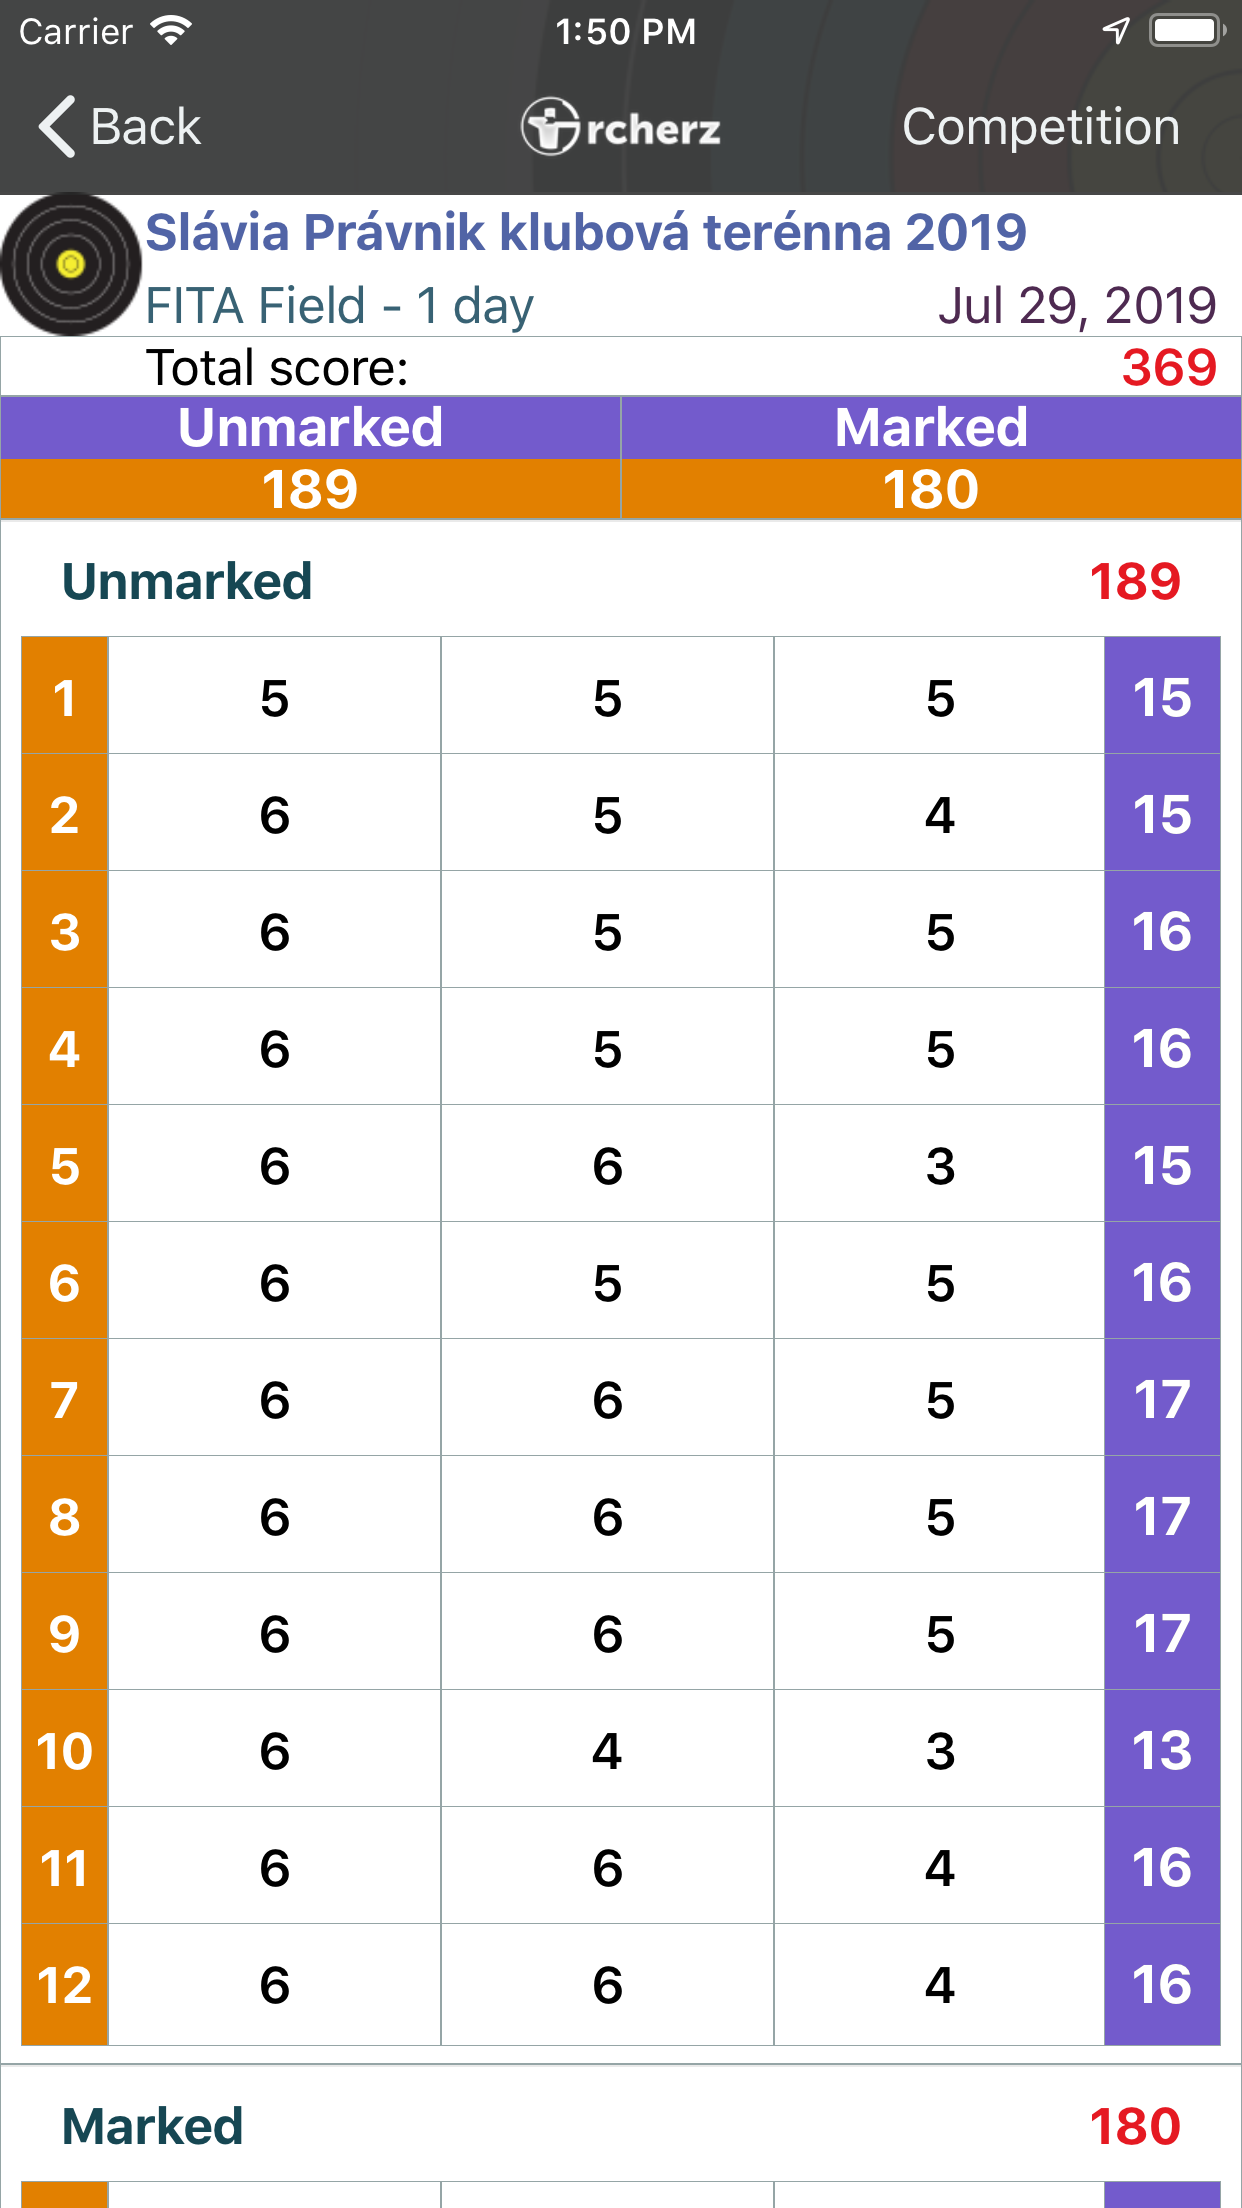 Carrier 1:50 PM
Back rcherz Competition
Slávia Právnik klubová terénna 2019
FITA Field - 1 day Jul 29, 2019
Total score: 369
Unmarked Marked
189 180
Unmarked 189
1 5 5 5 15
2 6 5 4 15
3 6 5 5 16
4 6 5 5 16
5 6 6 3 15
6 6 5 5 16
7 6 6 5 17
8 6 6 5 17
9 6 6 5 17
10 6 4 3 13
11 6 6 4 16
12 6 6 4 16
Marked 180